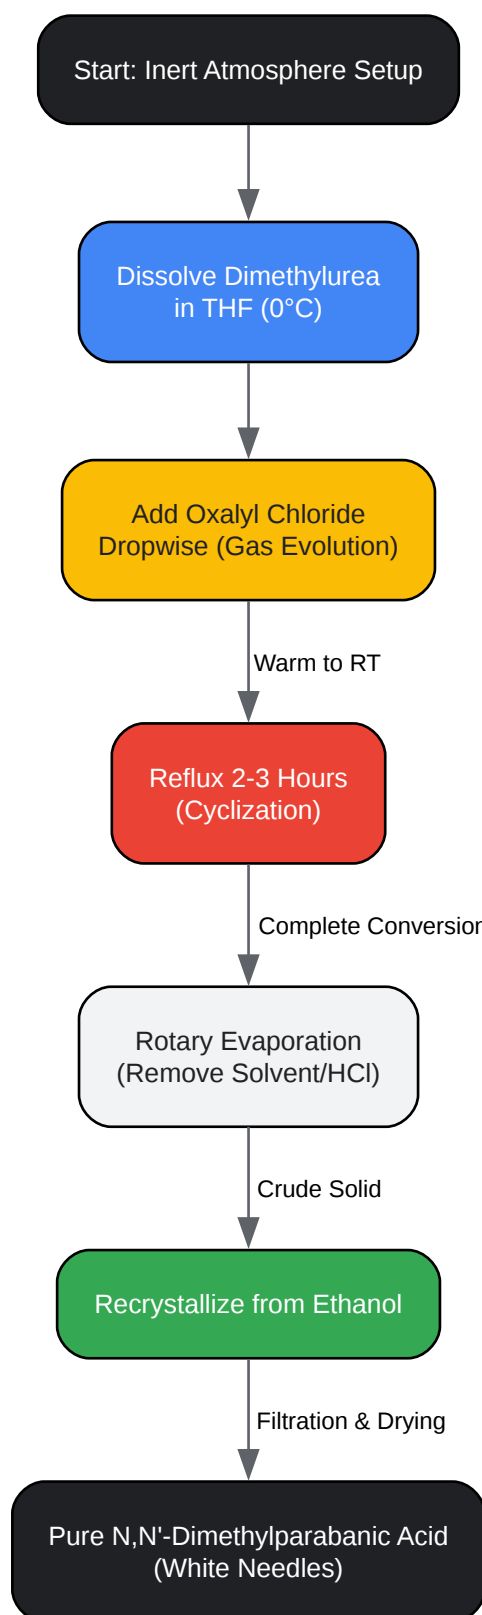 Start: Inert Atmosphere Setup
Dissolve Dimethylurea
in THF (0°C)
Add Oxalyl Chloride
Dropwise (Gas Evolution)
Warm to RT
Reflux 2-3 Hours
(Cyclization)
Complete Conversion
Rotary Evaporation
(Remove Solvent/HCl)
Crude Solid
Recrystallize from Ethanol
Filtration & Drying
Pure N,N'-Dimethylparabanic Acid
(White Needles)